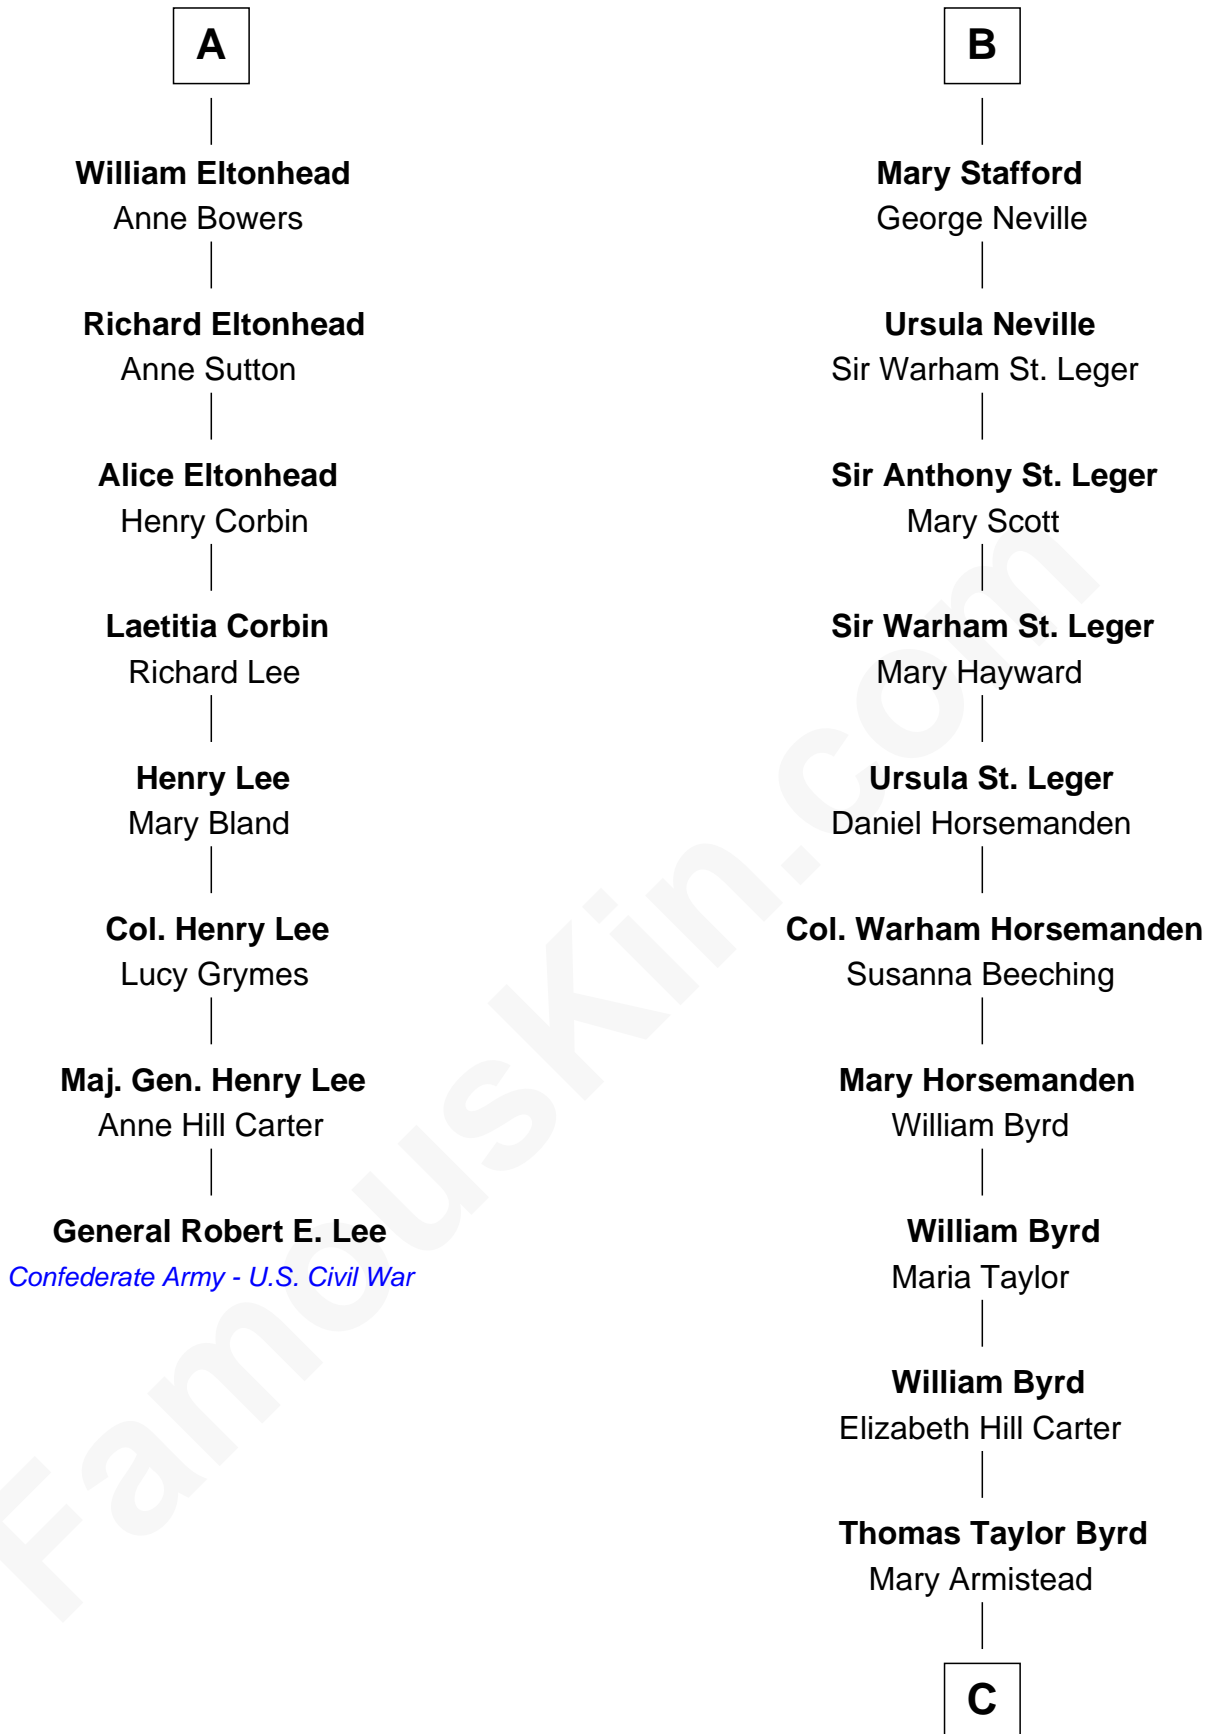 A
William Eltonhead
Anne Bowers
Richard Eltonhead
Anne Sutton
Alice Eltonhead
Henry Corbin
Laetitia Corbin
Richard Lee
Henry Lee
Mary Bland
Col. Henry Lee
Lucy Grymes
Maj. Gen. Henry Lee
Anne Hill Carter
General Robert E. Lee
Confederate Army - U.S. Civil War
B
Mary Stafford
George Neville
Ursula Neville
Sir Warham St. Leger
Sir Anthony St. Leger
Mary Scott
Sir Warham St. Leger
Mary Hayward
Ursula St. Leger
Daniel Horsemanden
Col. Warham Horsemanden
Susanna Beeching
Mary Horsemanden
William Byrd
William Byrd
Maria Taylor
William Byrd
Elizabeth Hill Carter
Thomas Taylor Byrd
Mary Armistead
C
FamousKin.com